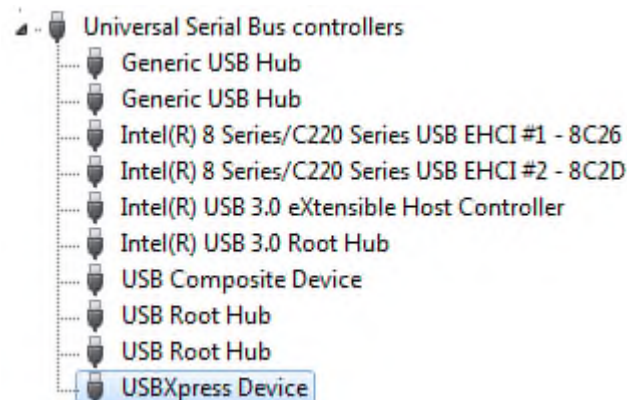 Universal Serial Bus controllers
Generic USB Hub
Generic USB Hub
Intel(R) 8 Series/C220 Series USB EHCI #1 - 8C26
Intel(R) 8 Series/C220 Series USB EHCI #2 - 8C2D
Intel(R) USB 3.0 eXtensible Host Controller
Intel(R) USB 3.0 Root Hub
USB Composite Device
USB Root Hub
USB Root Hub
USBXpress Device